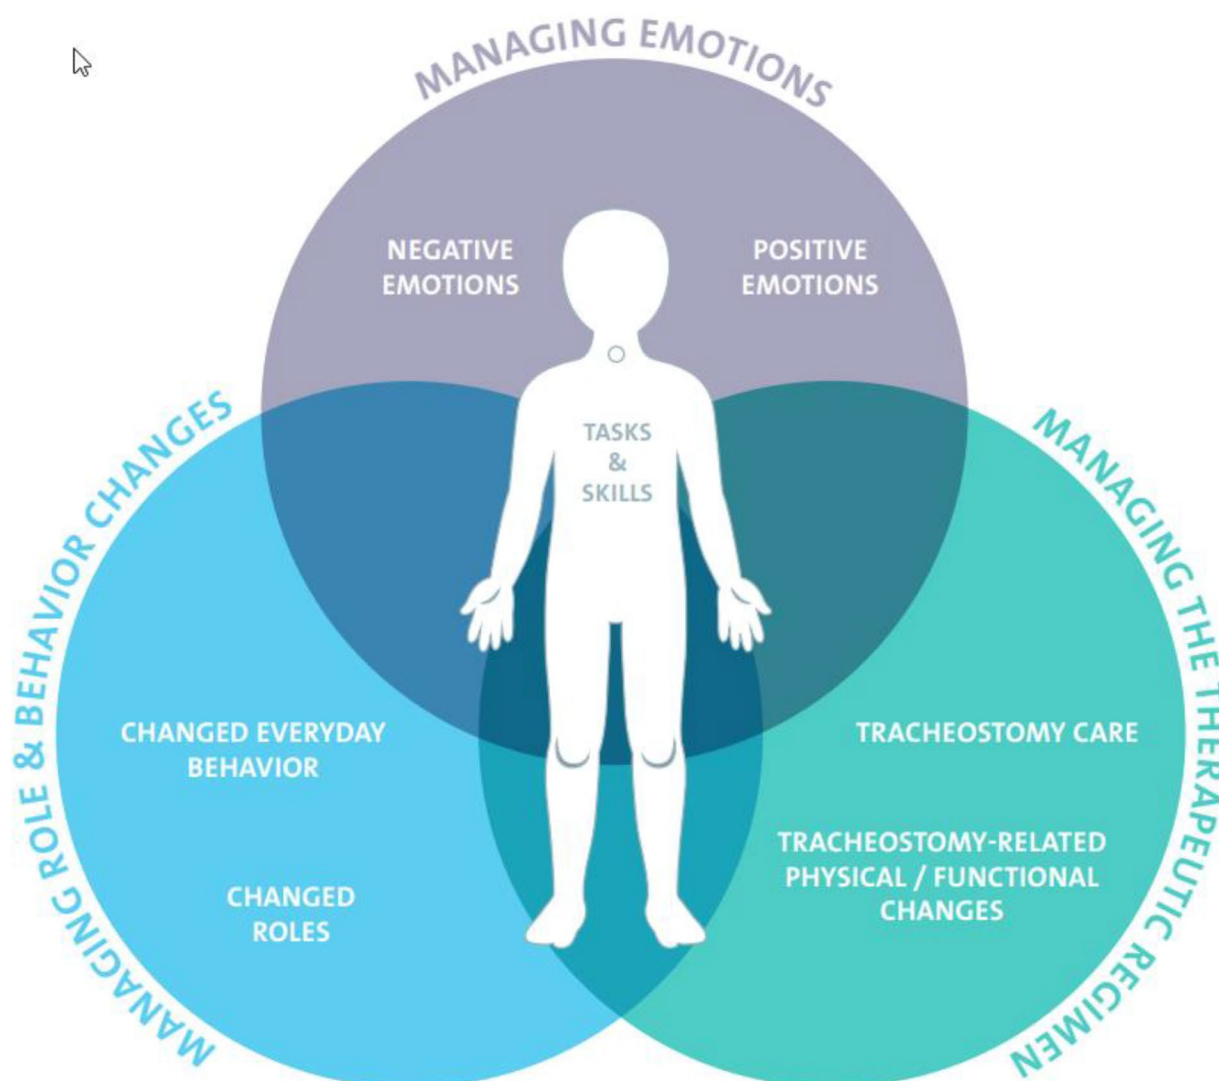 MANAGING EMOTIONS
NEGATIVE
EMOTIONS
POSITIVE
EMOTIONS
TASKS
&
SKILLS
MANAGING ROLE & BEHAVIOR CHANGES
CHANGED EVERYDAY
BEHAVIOR
CHANGED
ROLES
MANAGING THE THERAPEUTIC REGIMEN
TRACHEOSTOMY CARE
TRACHEOSTOMY-RELATED
PHYSICAL / FUNCTIONAL
CHANGES